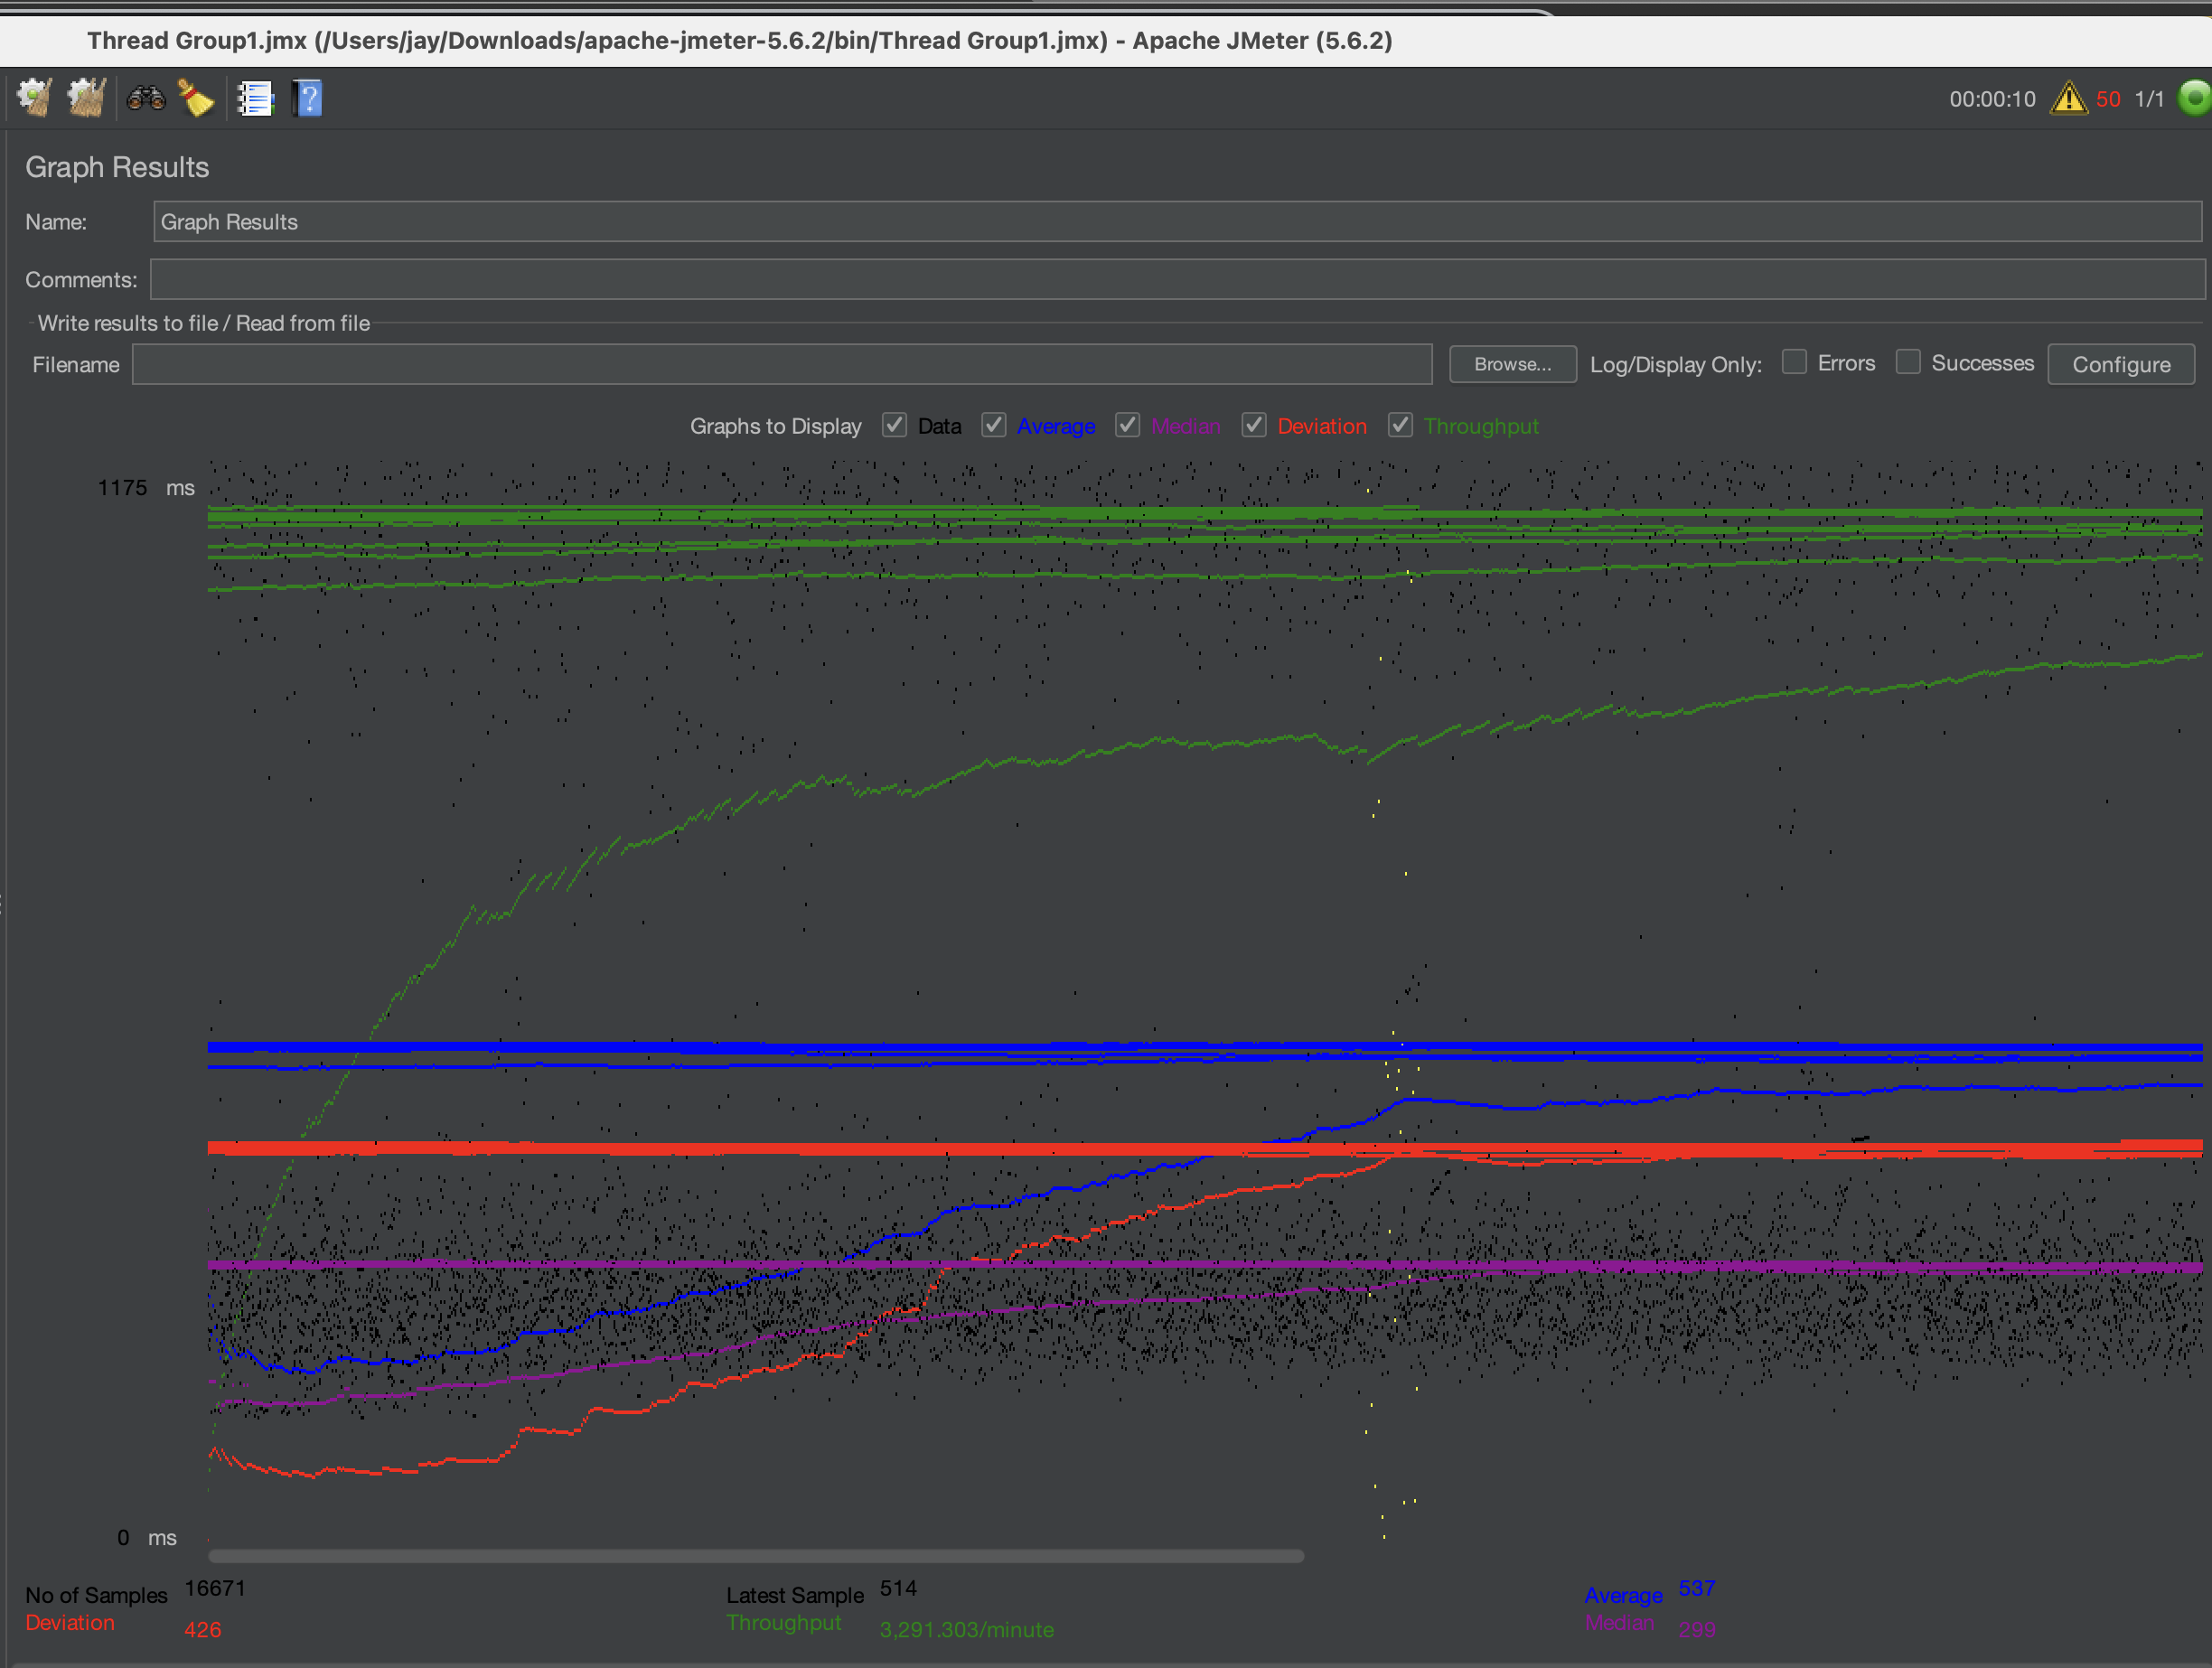 Thread Group1.jmx (/Users/jay/Downloads/apache-jmeter-5.6.2/bin/Thread Group1.jmx) - Apache JMeter (5.6.2)
? 00:00:10 50 1/1
Graph Results
Name: Graph Results
Comments:
Write results to file / Read from file
Filename Browse... Log/Display Only: Errors Successes Configure
Graphs to Display Data Average Median Deviation Throughput
1175 ms
0 ms
No of Samples 16671 Latest Sample 514 Average 537
Deviation 426 Throughput 3,291.303/minute Median 299